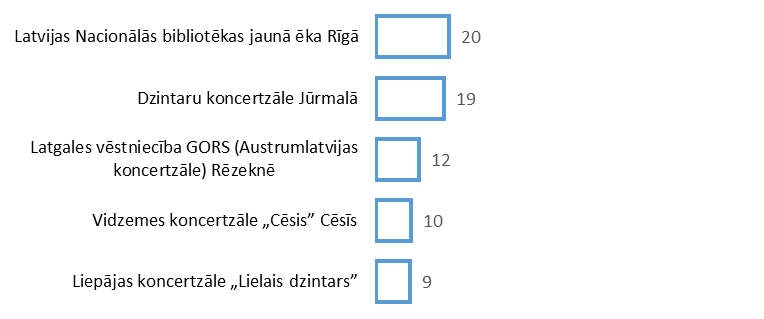 Latvijas Nacionālās bibliotēkas jaunā ēka Rīgā 20
Dzintaru koncertzāle Jūrmalā 19
Latgales vēstniecība GORS (Austrumlatvijas
koncertzāle) Rēzeknē 12
Vidzemes koncertzāle „Cēsis” Cēsīs 10
Liepājas koncertzāle „Lielais dzintars” 9